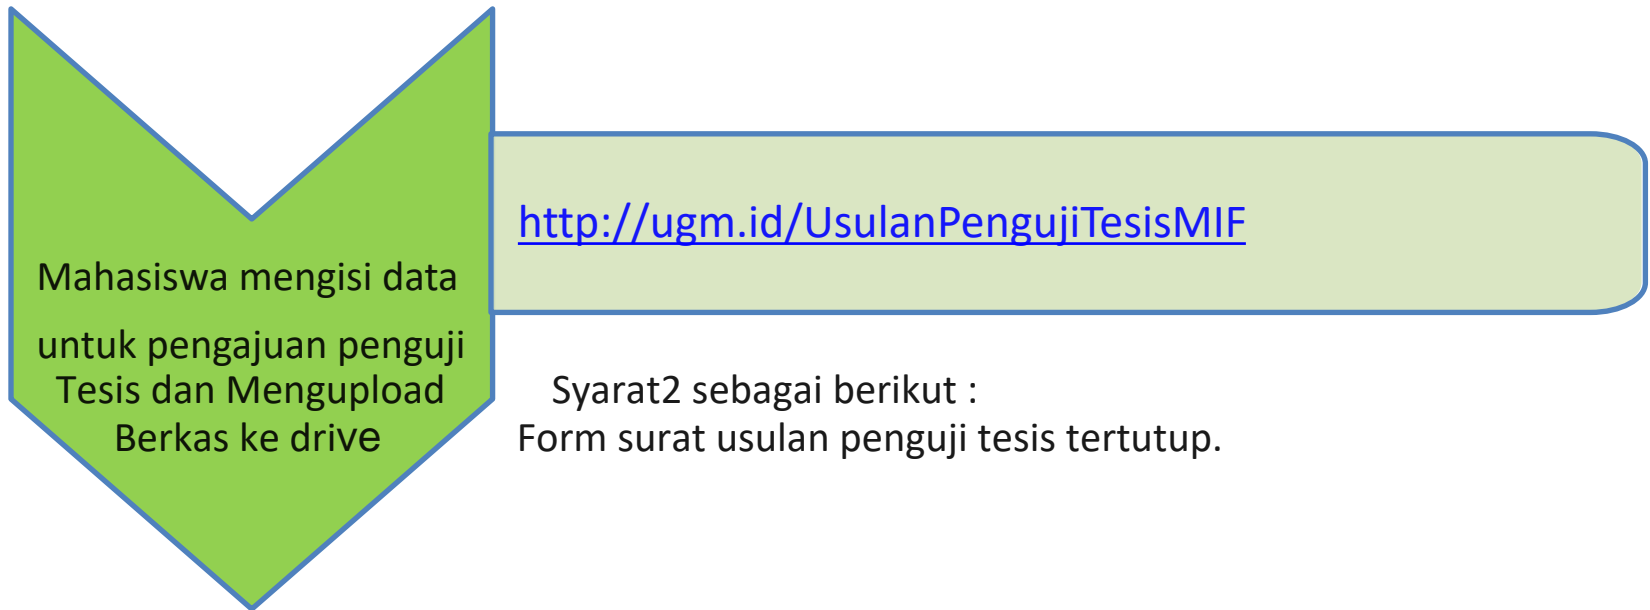 Mahasiswa mengisi data
untuk pengajuan penguji
Tesis dan Mengupload
Berkas ke drive
http://ugm.id/UsulanPengujiTesisMIF
Syarat2 sebagai berikut :
Form surat usulan penguji tesis tertutup.